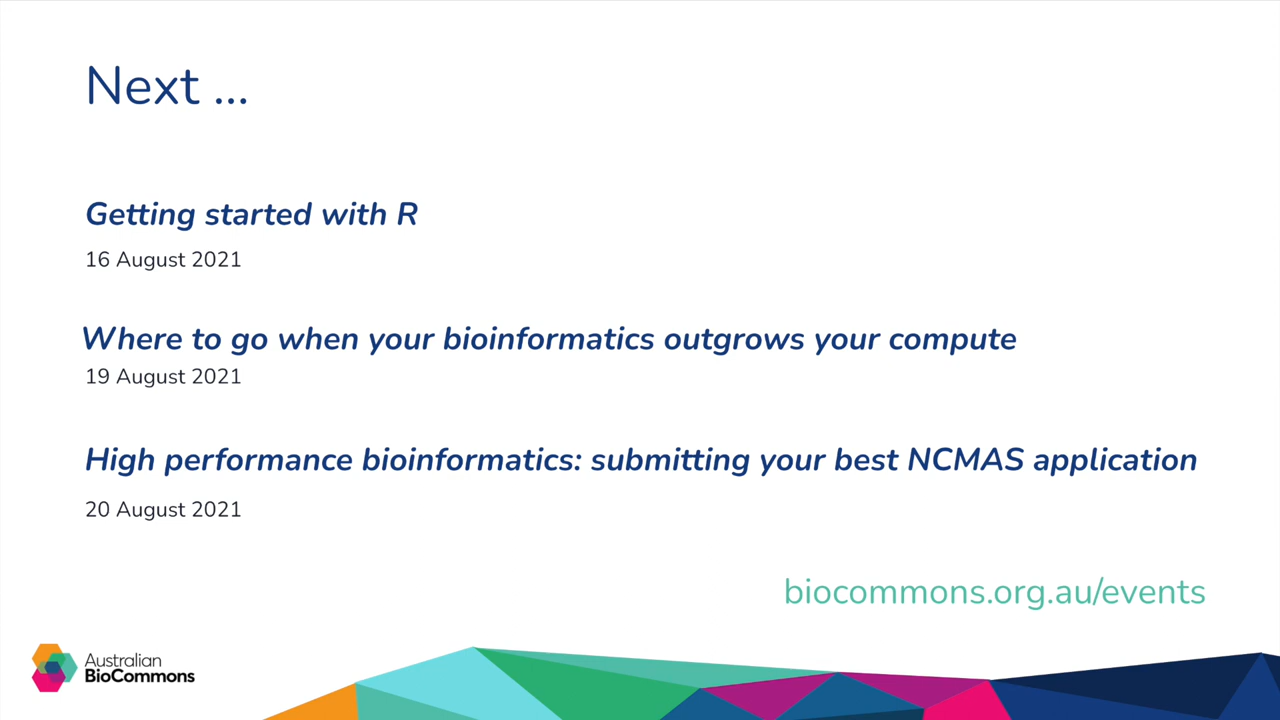 Next ...
Getting started with R
16 August 2021
Where to go when your bioinformatics outgrows your compute
19 August 2021
High performance bioinformatics: submitting your best NCMAS application
20 August 2021
biocommons.org.au/events
Australian
BioCommons